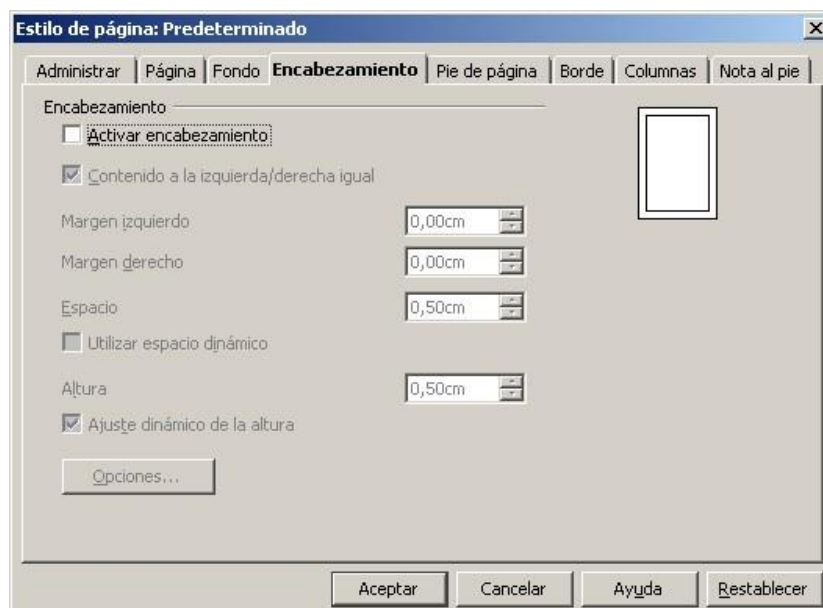 Estilo de página: Predeterminado
Administrar Página Fondo Encabezamiento Pie de página Borde Columnas Nota al pie
Encabezamiento
Activar encabezamiento
Contenido a la izquierda/derecha igual
Margen izquierdo 0,00cm
Margen derecho 0,00cm
Espacio 0,50cm
Utilizar espacio dinámico
Altura 0,50cm
Ajuste dinámico de la altura
Opciones...
Aceptar Cancelar Ayuda Restablecer